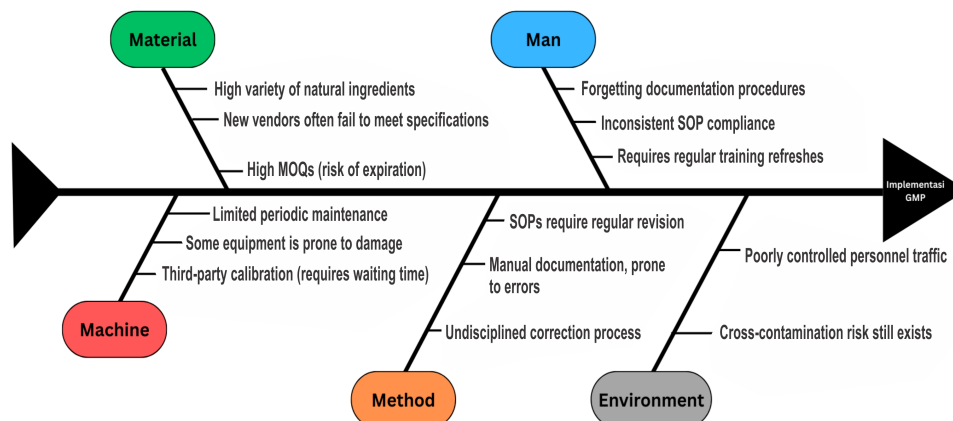 Material
Man
High variety of natural ingredients
New vendors often fail to meet specifications
High MOQs (risk of expiration)
Forgetting documentation procedures
Inconsistent SOP compliance
Requires regular training refreshes
Implementasi
GMP
Limited periodic maintenance
Some equipment is prone to damage
Third-party calibration (requires waiting time)
Machine
SOPs require regular revision
Manual documentation, prone
to errors
Undisciplined correction process
Method
Poorly controlled personnel traffic
Cross-contamination risk still exists
Environment